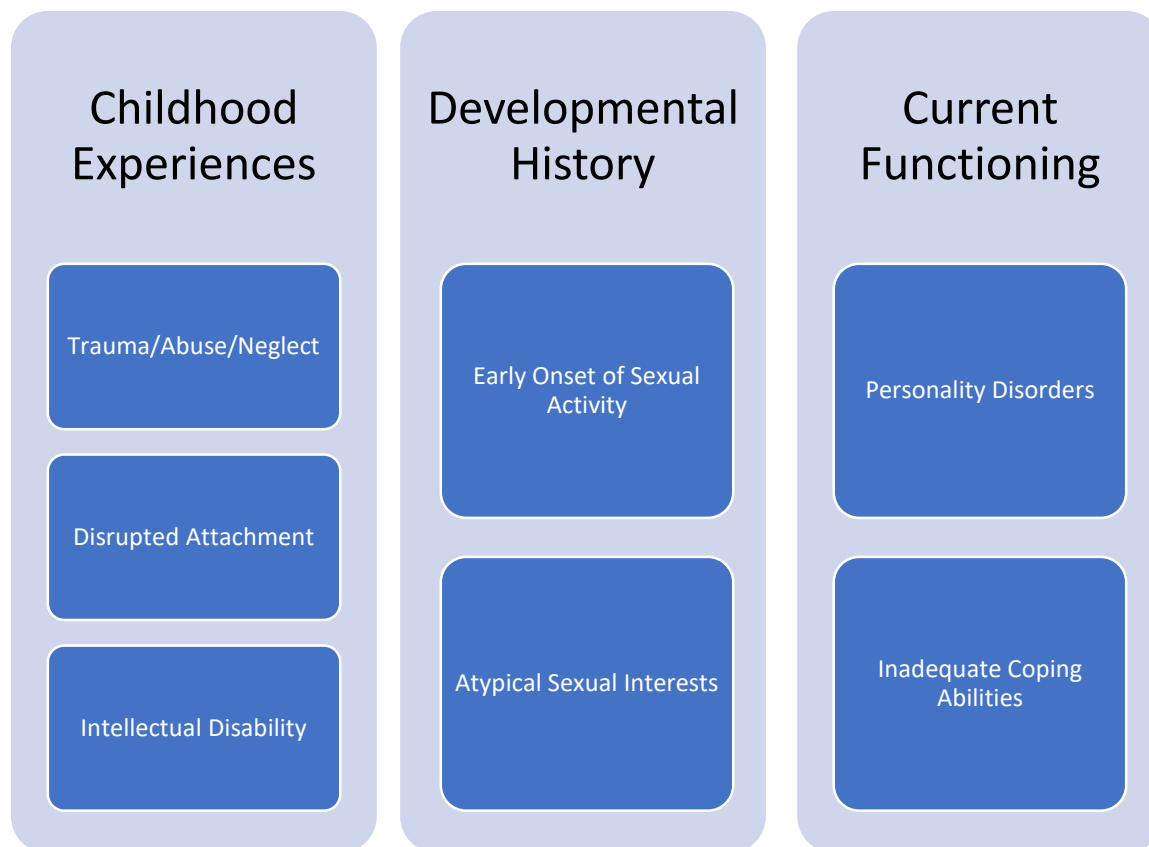 Childhood
Experiences
Trauma/Abuse/Neglect
Disrupted Attachment
Intellectual Disability
Developmental
History
Early Onset of Sexual
Activity
Atypical Sexual Interests
Current
Functioning
Personality Disorders
Inadequate Coping
Abilities